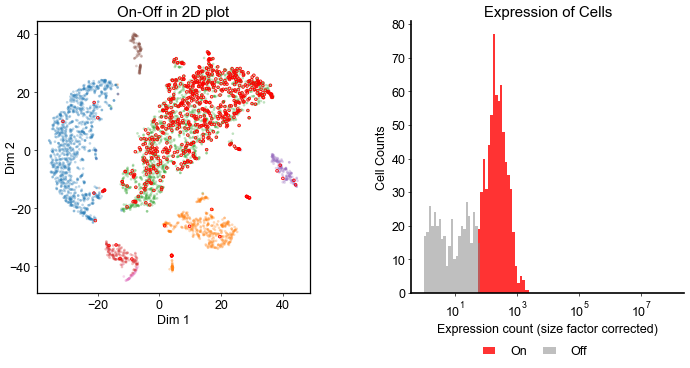 On-Off in 2D plot
Dim 2
40
20
0
−20
−40
−20
0
20
40
Dim 1
Expression of Cells
Cell Counts
80
70
60
50
40
30
20
10
0
10^1
10^3
10^5
10^7
Expression count (size factor corrected)
On
Off